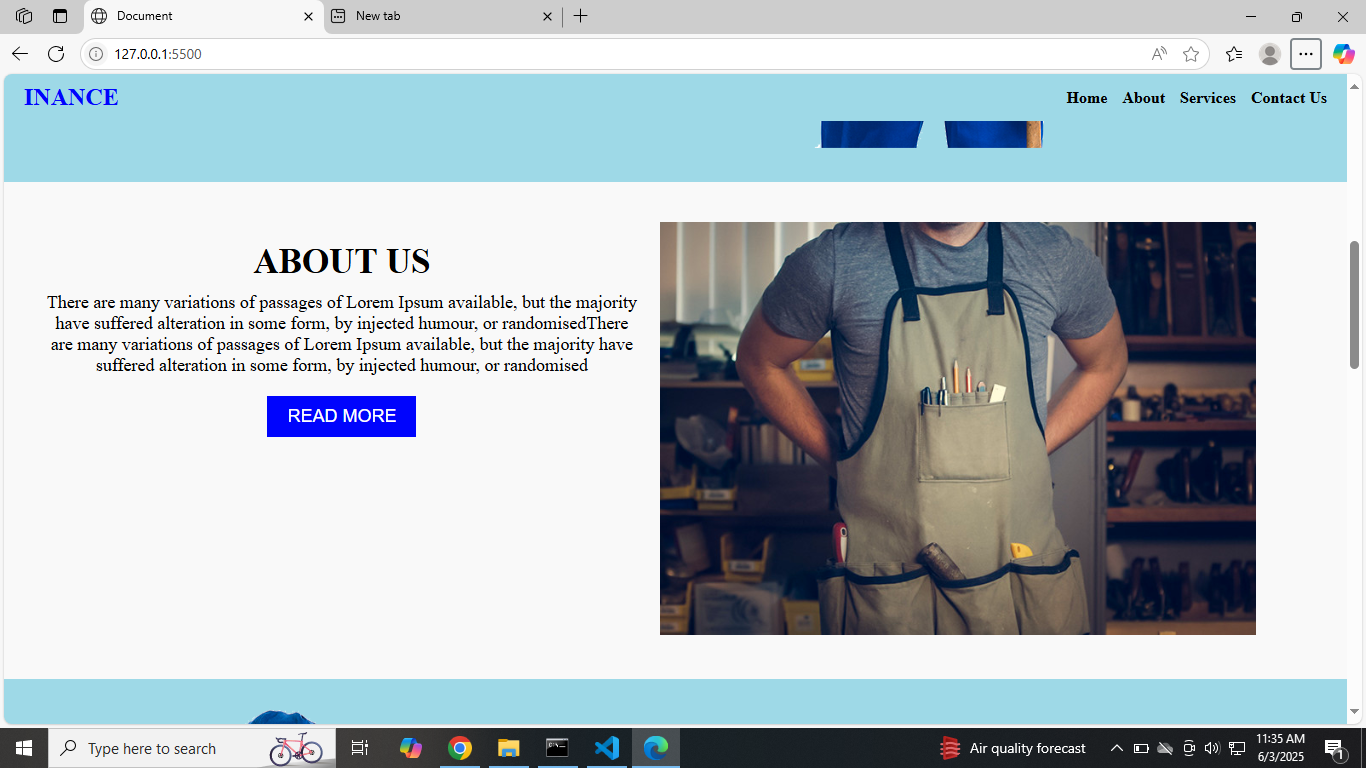 Document
New tab
127.0.0.1:5500
INANCE
Home About Services Contact Us
ABOUT US
There are many variations of passages of Lorem Ipsum available, but the majority
have suffered alteration in some form, by injected humour, or randomisedThere
are many variations of passages of Lorem Ipsum available, but the majority have
suffered alteration in some form, by injected humour, or randomised
READ MORE
Type here to search
Air quality forecast
11:35 AM
6/3/2025
1